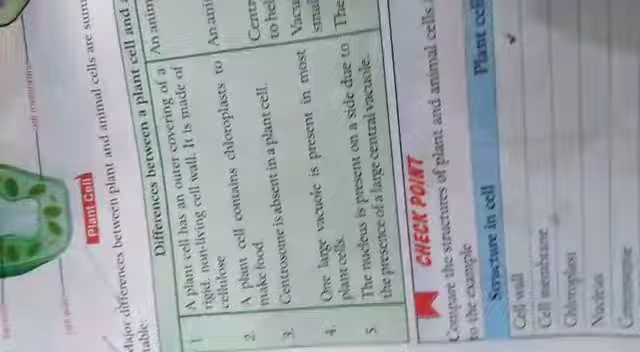 cell membrane
Plant Cell
Major differences between plant and animal cells are sum
table:
Differences between a plant cell and
1. A plant cell has an outer covering of a
rigid, non-living cell wall. It is made of
cellulose
An anim
2. A plant cell contains chloroplasts to
make food.
An ani
3. Centrosome is absent in a plant cell.
Centr
to hel
4. One large vacuole is present in most
plant cells.
Vacu
small
5. The nucleus is present on a side due to
the presence of a large central vacuole.
The
CHECK POINT
Compare the structures of plant and animal cells
to the example
Structure in cell
Plant cell
Cell wall
✓
Cell membrane
Chloroplast
Nucleus
Centrosome